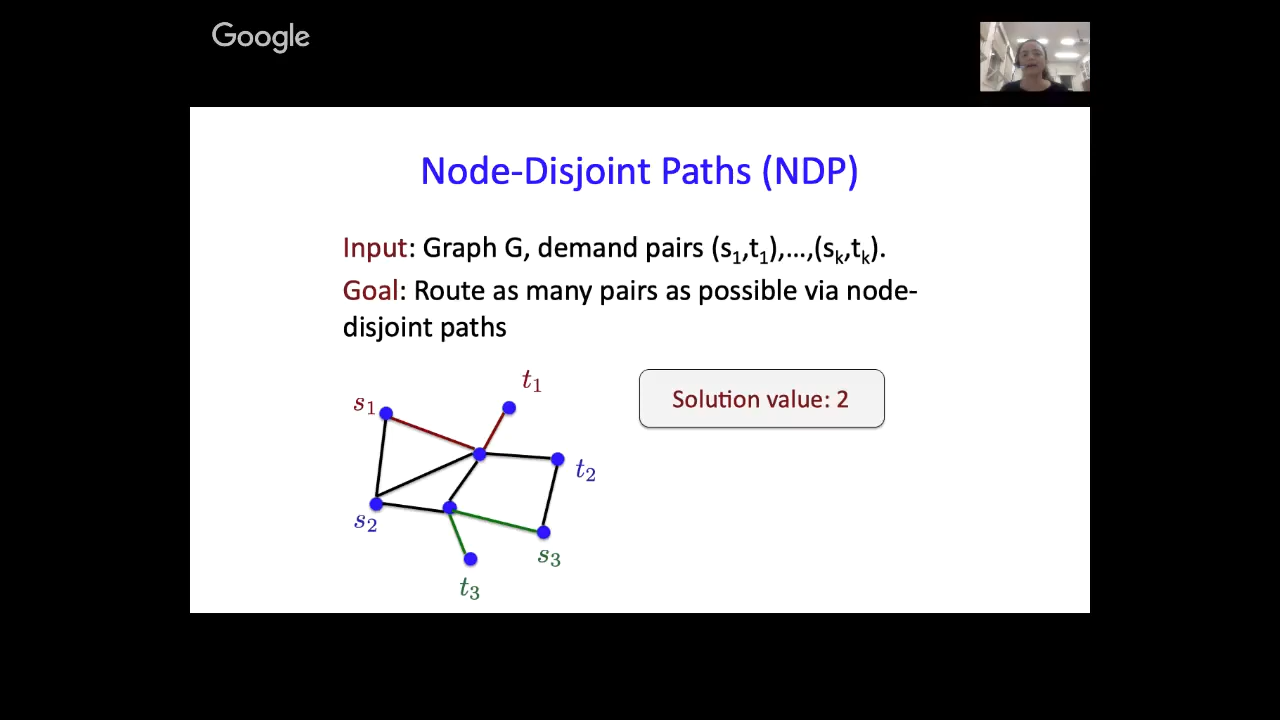 Google
Node-Disjoint Paths (NDP)
Input: Graph G, demand pairs (s₁,t₁),...,(sₖ,tₖ).
Goal: Route as many pairs as possible via node-
disjoint paths
t₁
s₁
Solution value: 2
t₂
s₂
s₃
t₃